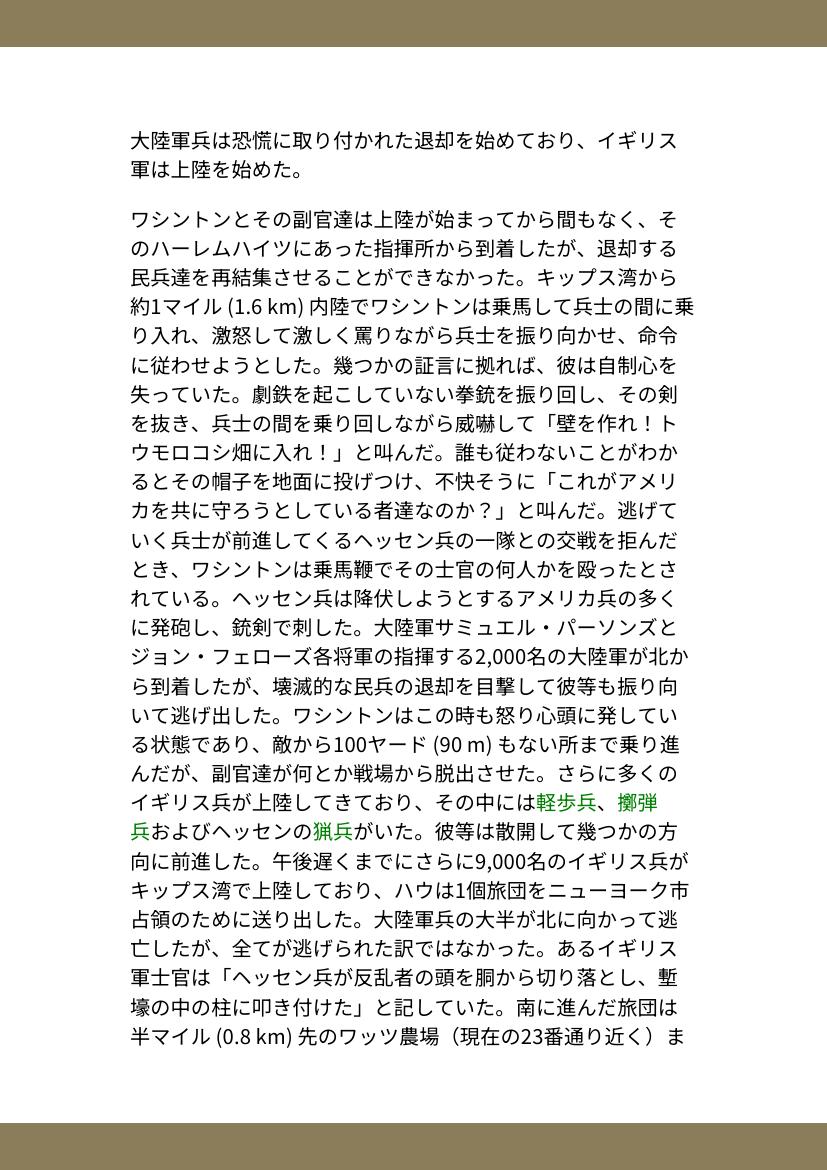 大陸軍兵は恐慌に取り付かれた退却を始めており、イギリス
軍は上陸を始めた。
ワシントンとその副官達は上陸が始まってから間もなく、そ
のハーレムハイツにあった指揮所から到着したが、退却する
民兵達を再結集させることができなかった。キップス湾から
約1マイル (1.6 km) 内陸でワシントンは乗馬して兵士の間に乗
り入れ、激怒して激しく罵りながら兵士を振り向かせ、命令
に従わせようとした。幾つかの証言に拠れば、彼は自制心を
失っていた。劇鉄を起こしていない拳銃を振り回し、その剣
を抜き、兵士の間を乗り回しながら威嚇して「壁を作れ！ト
ウモロコシ畑に入れ！」と叫んだ。誰も従わないことがわか
るとその帽子を地面に投げつけ、不快そうに「これがアメリ
カを共に守ろうとしている者達なのか？」と叫んだ。逃げて
いく兵士が前進してくるヘッセン兵の一隊との交戦を拒んだ
とき、ワシントンは乗馬鞭でその士官の何人かを殴ったとさ
れている。ヘッセン兵は降伏しようとするアメリカ兵の多く
に発砲し、銃剣で刺した。大陸軍サミュエル・パーソンズと
ジョン・フェローズ各将軍の指揮する2,000名の大陸軍が北か
ら到着したが、壊滅的な民兵の退却を目撃して彼等も振り向
いて逃げ出した。ワシントンはこの時も怒り心頭に発してい
る状態であり、敵から100ヤード (90 m) もない所まで乗り進
んだが、副官達が何とか戦場から脱出させた。さらに多くの
イギリス兵が上陸してきており、その中には軽歩兵、擲弾
兵およびヘッセンの猟兵がいた。彼等は散開して幾つかの方
向に前進した。午後遅くまでにさらに9,000名のイギリス兵が
キップス湾で上陸しており、ハウは1個旅団をニューヨーク市
占領のために送り出した。大陸軍兵の大半が北に向かって逃
亡したが、全てが逃げられた訳ではなかった。あるイギリス
軍士官は「ヘッセン兵が反乱者の頭を胴から切り落とし、塹
壕の中の柱に叩き付けた」と記していた。南に進んだ旅団は
半マイル (0.8 km) 先のワッツ農場（現在の23番通り近く）ま